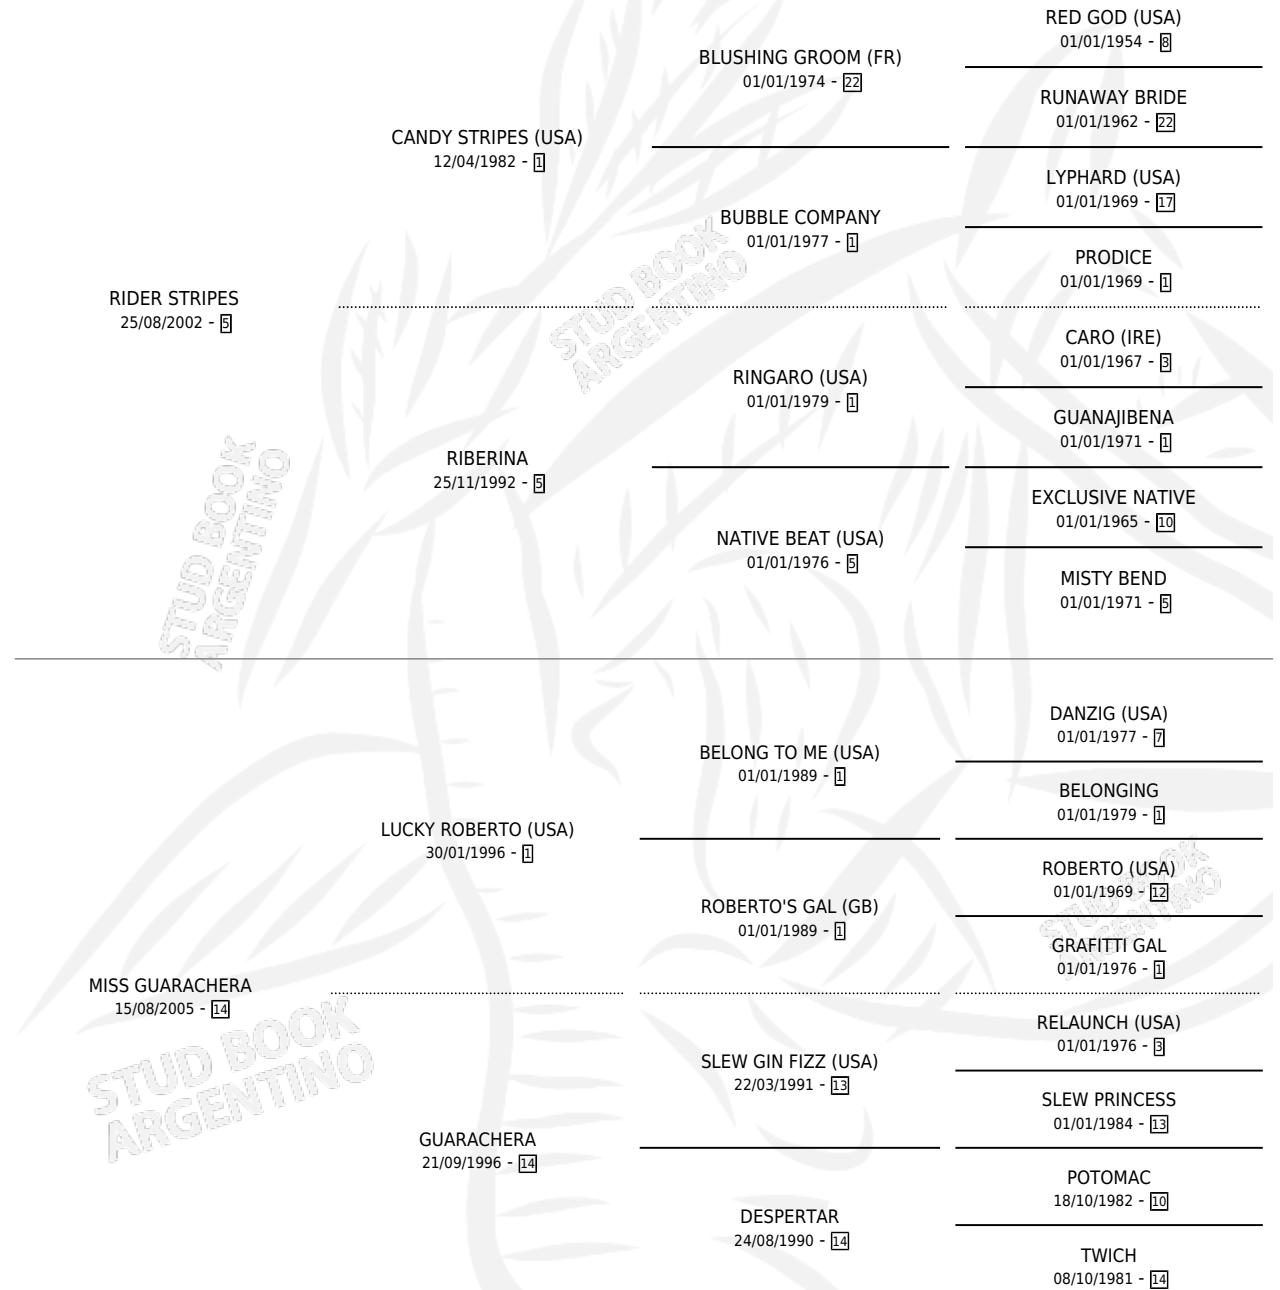 RED GOD (USA)
01/01/1954 - 8
BLUSHING GROOM (FR)
01/01/1974 - 22
RUNAWAY BRIDE
01/01/1962 - 22
CANDY STRIPES (USA)
12/04/1982 - 1
LYPHARD (USA)
01/01/1969 - 17
BUBBLE COMPANY
01/01/1977 - 1
PRODICE
01/01/1969 - 1
STUD BOOK
ARGENTINO
RIDER STRIPES
25/08/2002 - 5
CARO (IRE)
01/01/1967 - 3
RINGARO (USA)
01/01/1979 - 1
GUANAJIBENA
01/01/1971 - 1
RIBERINA
25/11/1992 - 5
EXCLUSIVE NATIVE
01/01/1965 - 10
NATIVE BEAT (USA)
01/01/1976 - 5
MISTY BEND
01/01/1971 - 5
STUD BOOK
ARGENTINO
DANZIG (USA)
01/01/1977 - 7
BELONG TO ME (USA)
01/01/1989 - 1
BELONGING
01/01/1979 - 1
LUCKY ROBERTO (USA)
30/01/1996 - 1
ROBERTO (USA)
01/01/1969 - 12
ROBERTO'S GAL (GB)
01/01/1989 - 1
GRAFITTI GAL
01/01/1976 - 1
STUD BOOK
ARGENTINO
MISS GUARACHERA
15/08/2005 - 14
RELAUNCH (USA)
01/01/1976 - 3
SLEW GIN FIZZ (USA)
22/03/1991 - 13
SLEW PRINCESS
01/01/1984 - 13
STUD BOOK
ARGENTINO
GUARACHERA
21/09/1996 - 14
POTOMAC
18/10/1982 - 10
DESPERTAR
24/08/1990 - 14
TWICH
08/10/1981 - 14